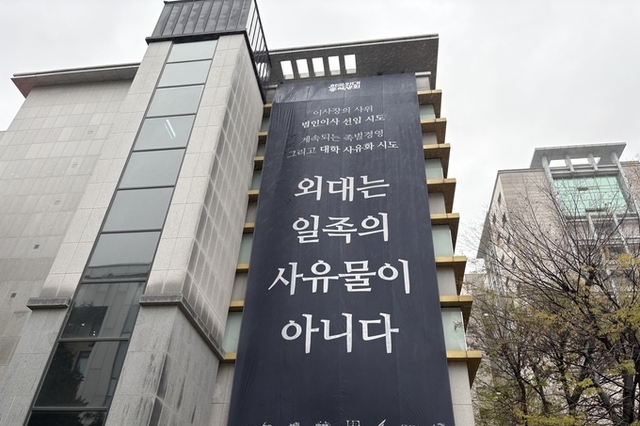 이사장의 사위
법인이사 선임 시도
계속되는 족벌경영
그리고 대학 사유화 시도
외대는
일족의
사유물이
아니다